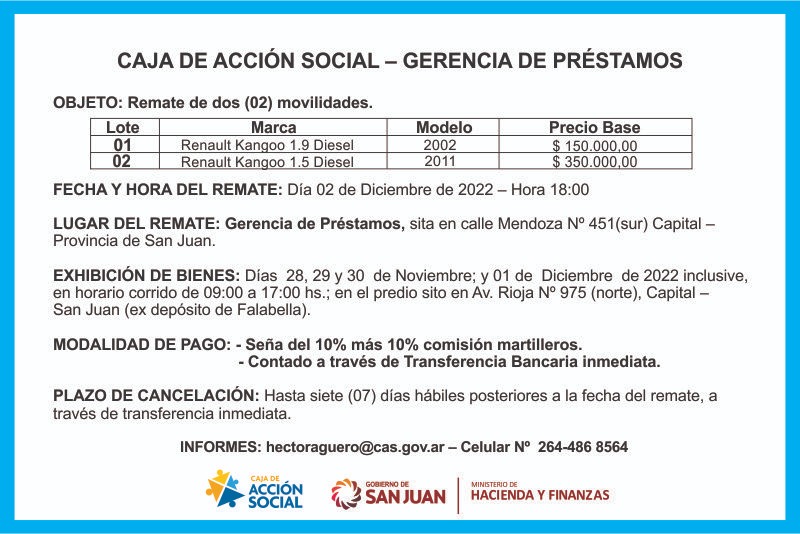 CAJA DE ACCIÓN SOCIAL – GERENCIA DE PRÉSTAMOS
OBJETO: Remate de dos (02) movilidades.
Lote Marca Modelo Precio Base
01 Renault Kangoo 1.9 Diesel 2002 $ 150.000,00
02 Renault Kangoo 1.5 Diesel 2011 $ 350.000,00
FECHA Y HORA DEL REMATE: Día 02 de Diciembre de 2022 – Hora 18:00
LUGAR DEL REMATE: Gerencia de Préstamos, sita en calle Mendoza Nº 451(sur) Capital –
Provincia de San Juan.
EXHIBICIÓN DE BIENES: Días 28, 29 y 30 de Noviembre; y 01 de Diciembre de 2022 inclusive,
en horario corrido de 09:00 a 17:00 hs.; en el predio sito en Av. Rioja Nº 975 (norte), Capital –
San Juan (ex depósito de Falabella).
MODALIDAD DE PAGO: - Seña del 10% más 10% comisión martilleros.
- Contado a través de Transferencia Bancaria inmediata.
PLAZO DE CANCELACIÓN: Hasta siete (07) días hábiles posteriores a la fecha del remate, a
través de transferencia inmediata.
INFORMES: hectoraguero@cas.gov.ar – Celular Nº 264-486 8564
CAJA DE
ACCIÓN
SOCIAL
GOBIERNO DE
SAN JUAN
MINISTERIO DE
HACIENDA Y FINANZAS